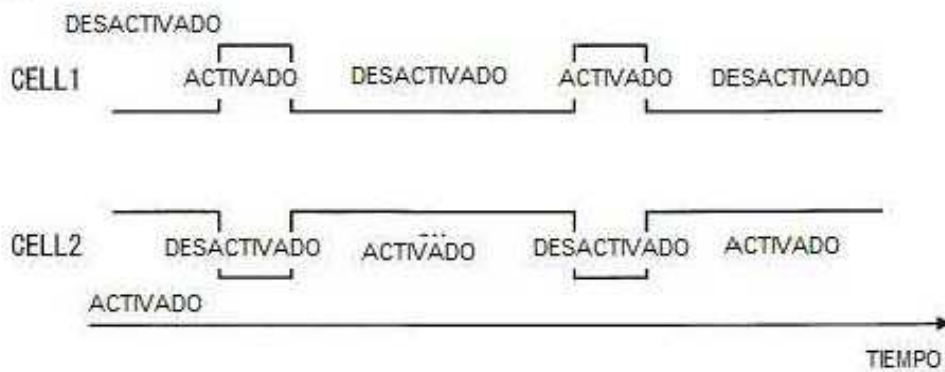 DESACTIVADO
CELL1 ACTIVADO DESACTIVADO ACTIVADO DESACTIVADO
CELL2 DESACTIVADO ACTIVADO DESACTIVADO ACTIVADO
ACTIVADO
TIEMPO